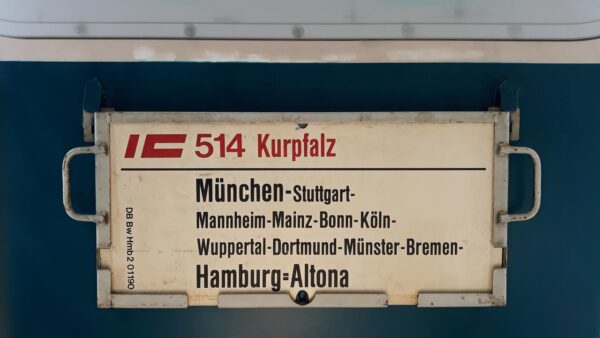 IC 514 Kurpfalz
München-Stuttgart-
Mannheim-Mainz-Bonn-Köln-
Wuppertal-Dortmund-Münster-Bremen-
Hamburg=Altona
DB Bw Hmb 2 01190